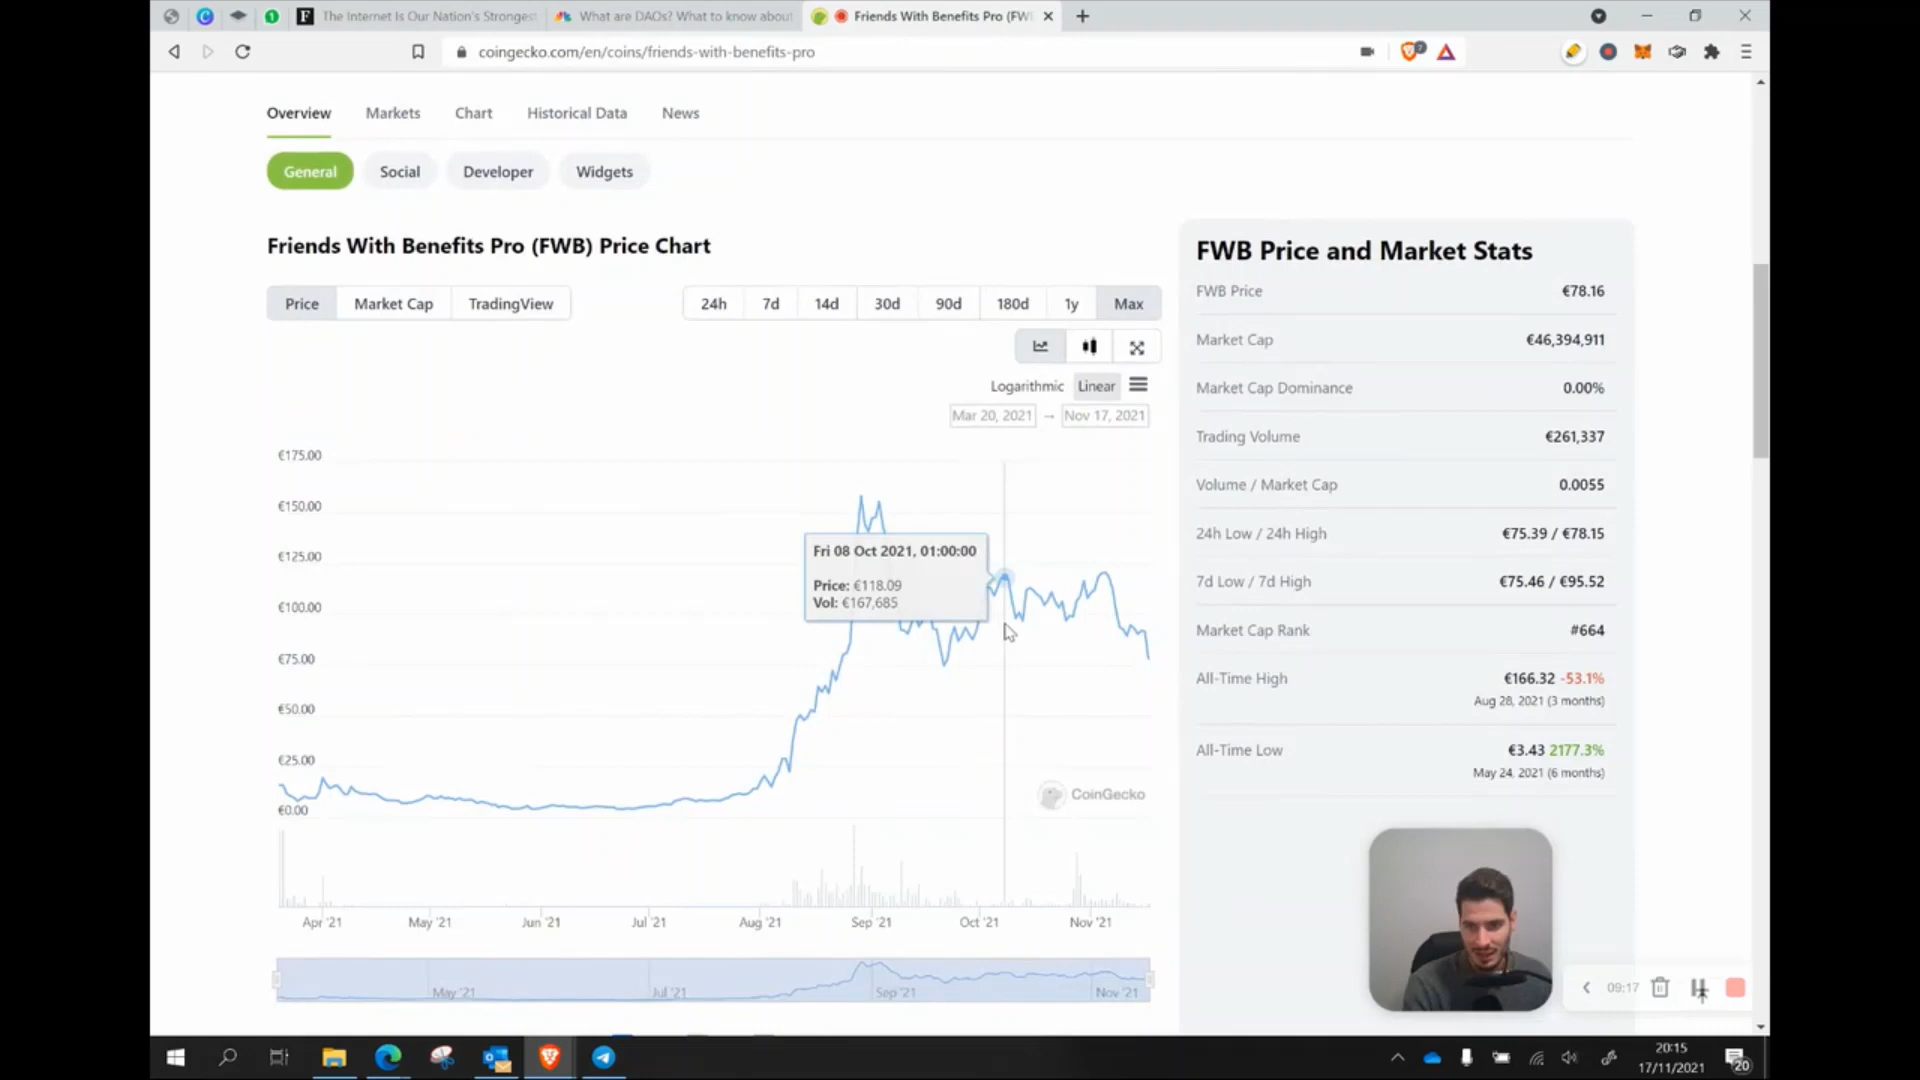 The Internet Is Our Nation's Stronges
What are DAOs? What to know about
Friends With Benefits Pro (FW
coingecko.com/en/coins/friends-with-benefits-pro
Overview
Markets
Chart
Historical Data
News
General
Social
Developer
Widgets
Friends With Benefits Pro (FWB) Price Chart
Price
Market Cap
TradingView
24h
7d
14d
30d
90d
180d
1y
Max
Logarithmic
Linear
Mar 20, 2021 → Nov 17, 2021
€175.00
€150.00
€125.00
€100.00
€75.00
€50.00
€25.00
€0.00
Fri 08 Oct 2021, 01:00:00
Price: €118.09
Vol: €167,685
CoinGecko
Apr '21
May '21
Jun '21
Jul '21
Aug '21
Sep '21
Oct '21
Nov '21
May '21
Jul '21
Sep '21
Nov '21
FWB Price and Market Stats
FWB Price €78.16
Market Cap €46,394,911
Market Cap Dominance 0.00%
Trading Volume €261,337
Volume / Market Cap 0.0055
24h Low / 24h High €75.39 / €78.15
7d Low / 7d High €75.46 / €95.52
Market Cap Rank #664
All-Time High €166.32 -53.1%
Aug 28, 2021 (3 months)
All-Time Low €3.43 2177.3%
May 24, 2021 (6 months)
09:17
20:15
17/11/2021
20